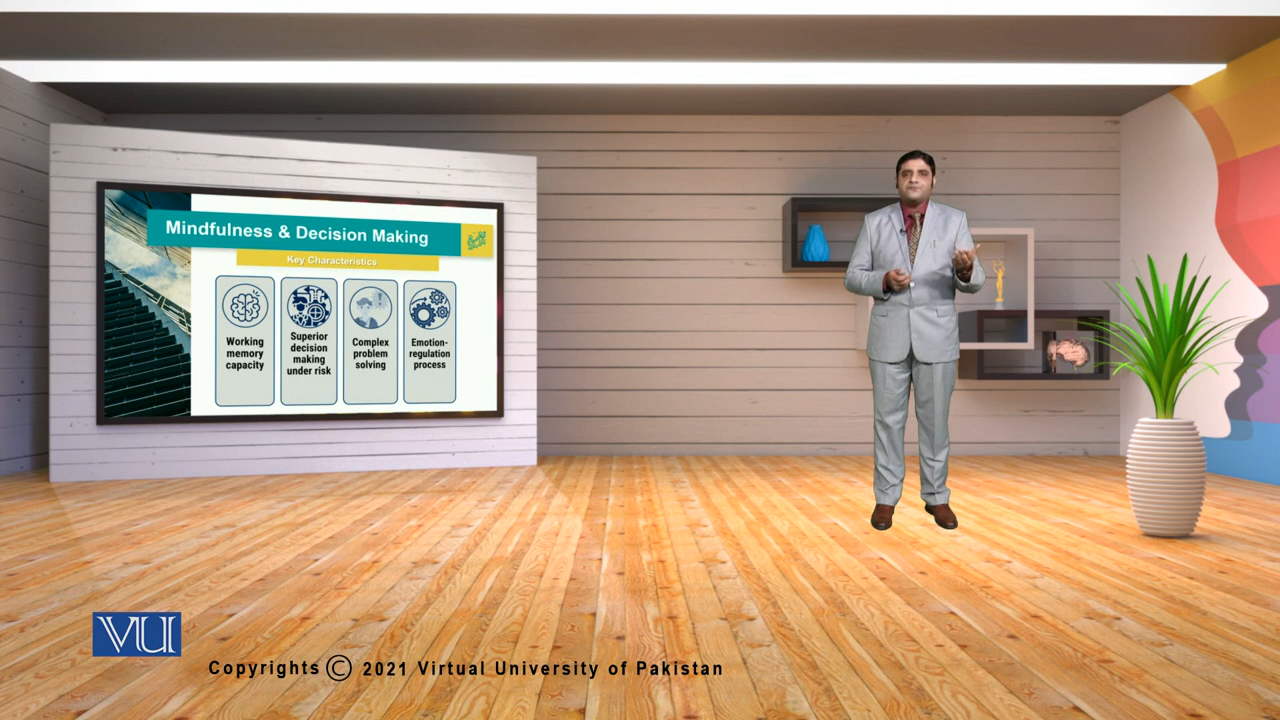 Mindfulness & Decision Making
Key Characteristics
Working
memory
capacity
Superior
decision
making
under risk
Complex
problem
solving
Emotion-
regulation
process
VU
Copyrights © 2021 Virtual University of Pakistan